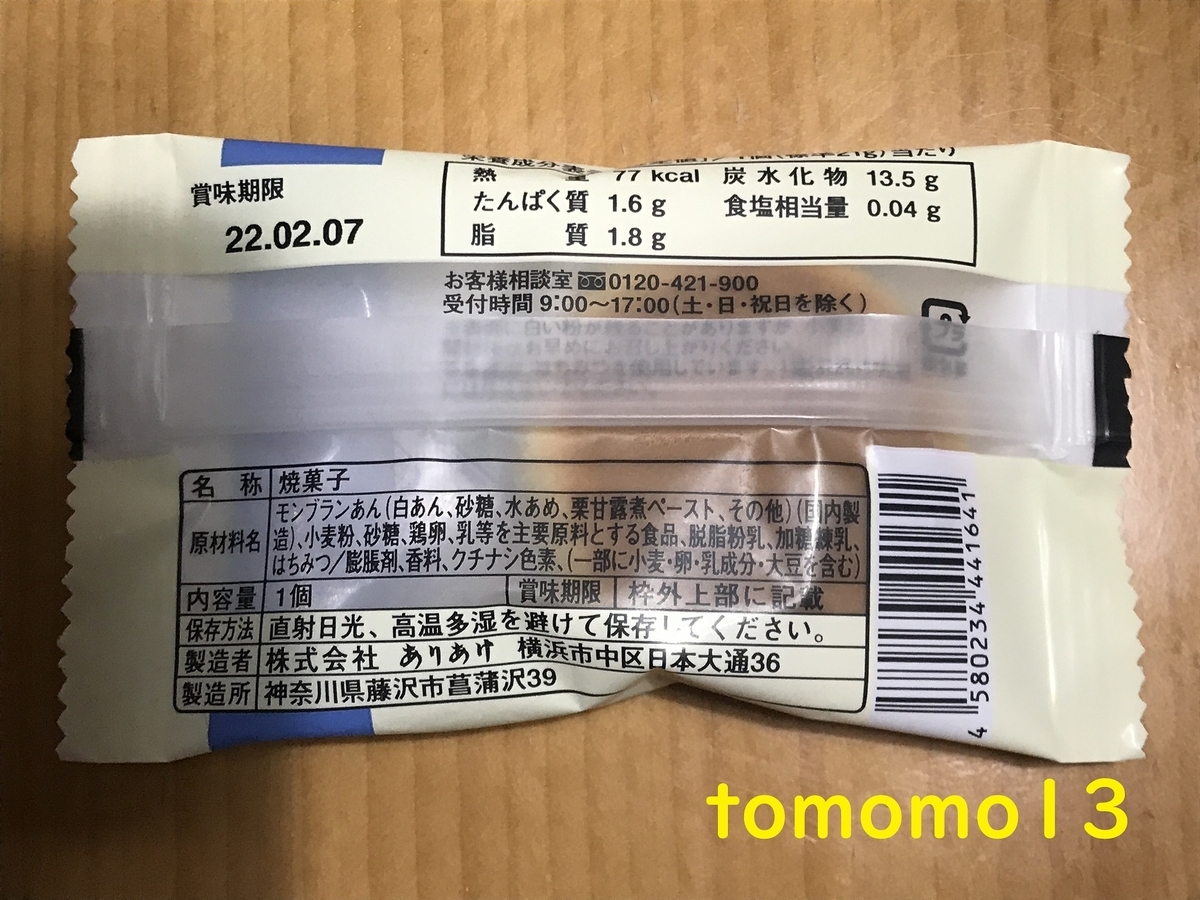 賞味期限
22.02.07
(標準21g)当たり
熱 量 77 kcal 炭水化物 13.5 g
たんぱく質 1.6 g 食塩相当量 0.04 g
脂 質 1.8 g
お客様相談室 0120-421-900
受付時間 9:00～17:00(土・日・祝日を除く)
プラ
名 称 焼菓子
原材料名 モンブランあん(白あん、砂糖、水あめ、栗甘露煮ペースト、その他)(国内製
造)、小麦粉、砂糖、鶏卵、乳等を主要原料とする食品、脱脂粉乳、加糖練乳、
はちみつ/膨脹剤、香料、クチナシ色素、(一部に小麦・卵・乳成分・大豆を含む)
内容量 1個 賞味期限 枠外上部に記載
保存方法 直射日光、高温多湿を避けて保存してください。
製造者 株式会社 ありあけ 横浜市中区日本大通36
製造所 神奈川県藤沢市菖蒲沢39
4 580234 441641
tomomo13